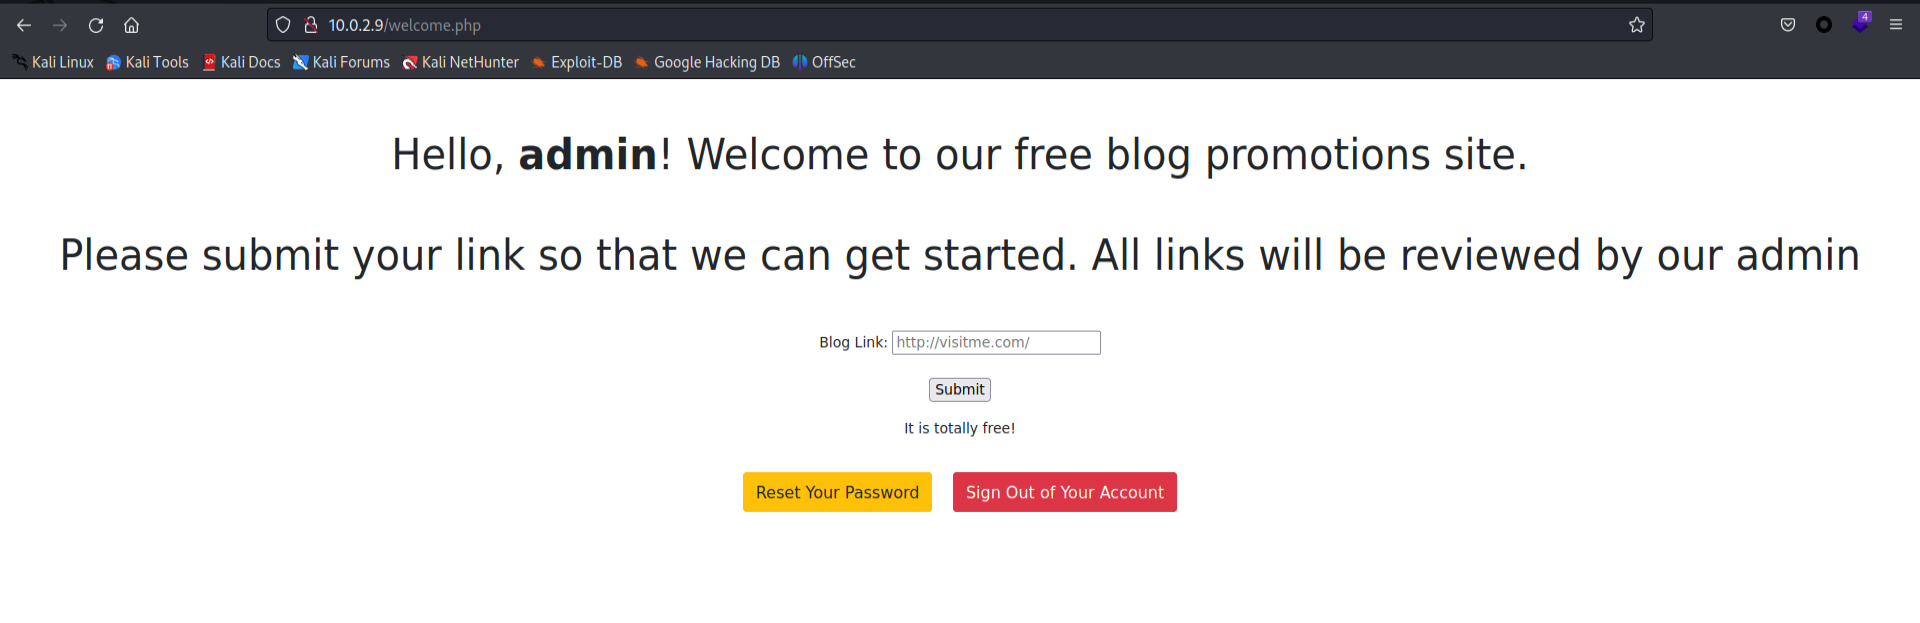 10.0.2.9/welcome.php
4
Kali Linux Kali Tools Kali Docs Kali Forums Kali NetHunter Exploit-DB Google Hacking DB OffSec
Hello, admin! Welcome to our free blog promotions site.
Please submit your link so that we can get started. All links will be reviewed by our admin
Blog Link: http://visitme.com/
Submit
It is totally free!
Reset Your Password Sign Out of Your Account